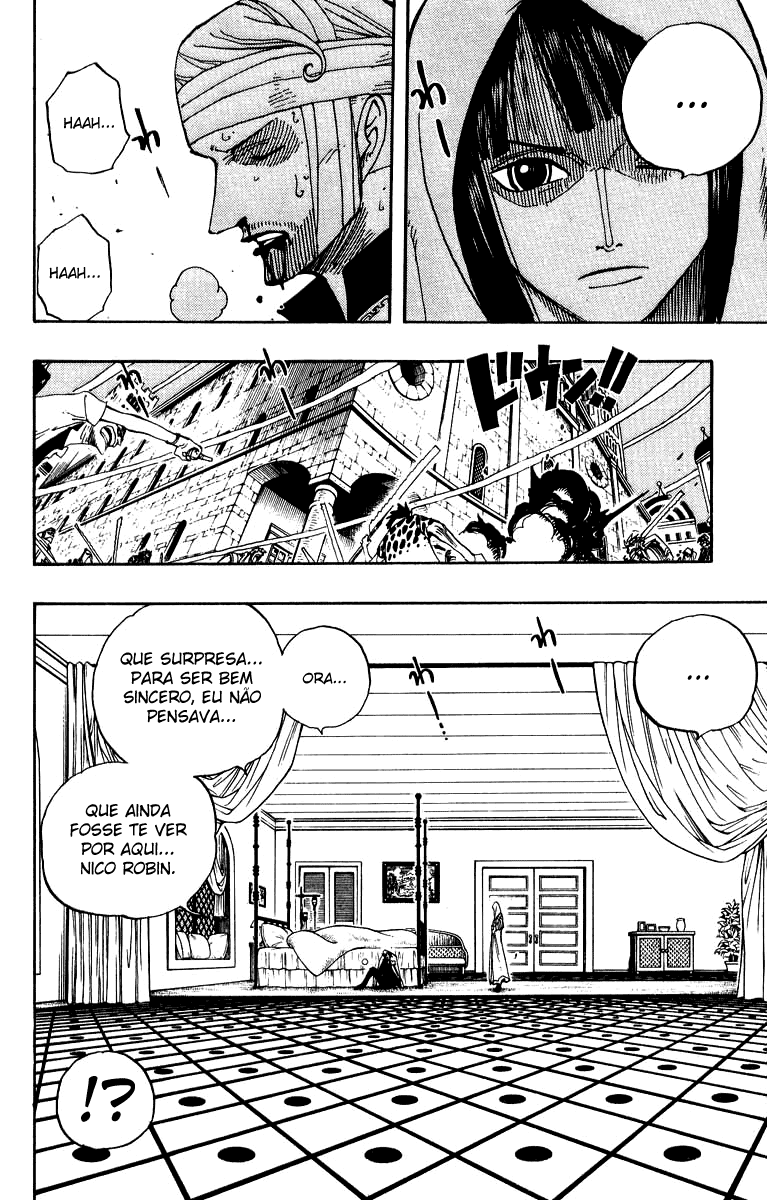 ...
HAAH...
HAAH...
ドウン!!
...
ORA...
QUE SURPRESA...
PARA SER BEM
SINCERO, EU NÃO
PENSAVA...
QUE AINDA
FOSSE TE VER
POR AQUI...
NICO ROBIN.
!?